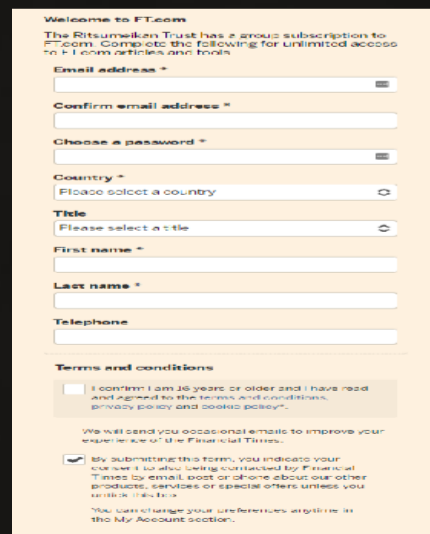 Welcome to FT.com
The Ritsumeikan Trust has a group subscription to
FT.com. Complete the following for unlimited access
to FT.com articles and tools
Email address *
Confirm email address *
Choose a password *
Country *
Please select a country
Title
Please select a title
First name *
Last name *
Telephone
Terms and conditions
I confirm I am 16 years or older and I have read
and agreed to the terms and conditions,
privacy policy and cookie policy*.
We will send you occasional emails to improve your
experience of the Financial Times.
By submitting this form, you indicate your
consent to also being contacted by Financial
Times by email, post or phone about our other
products, services or special offers unless you
untick this box
You can change your preferences anytime in
the My Account section.